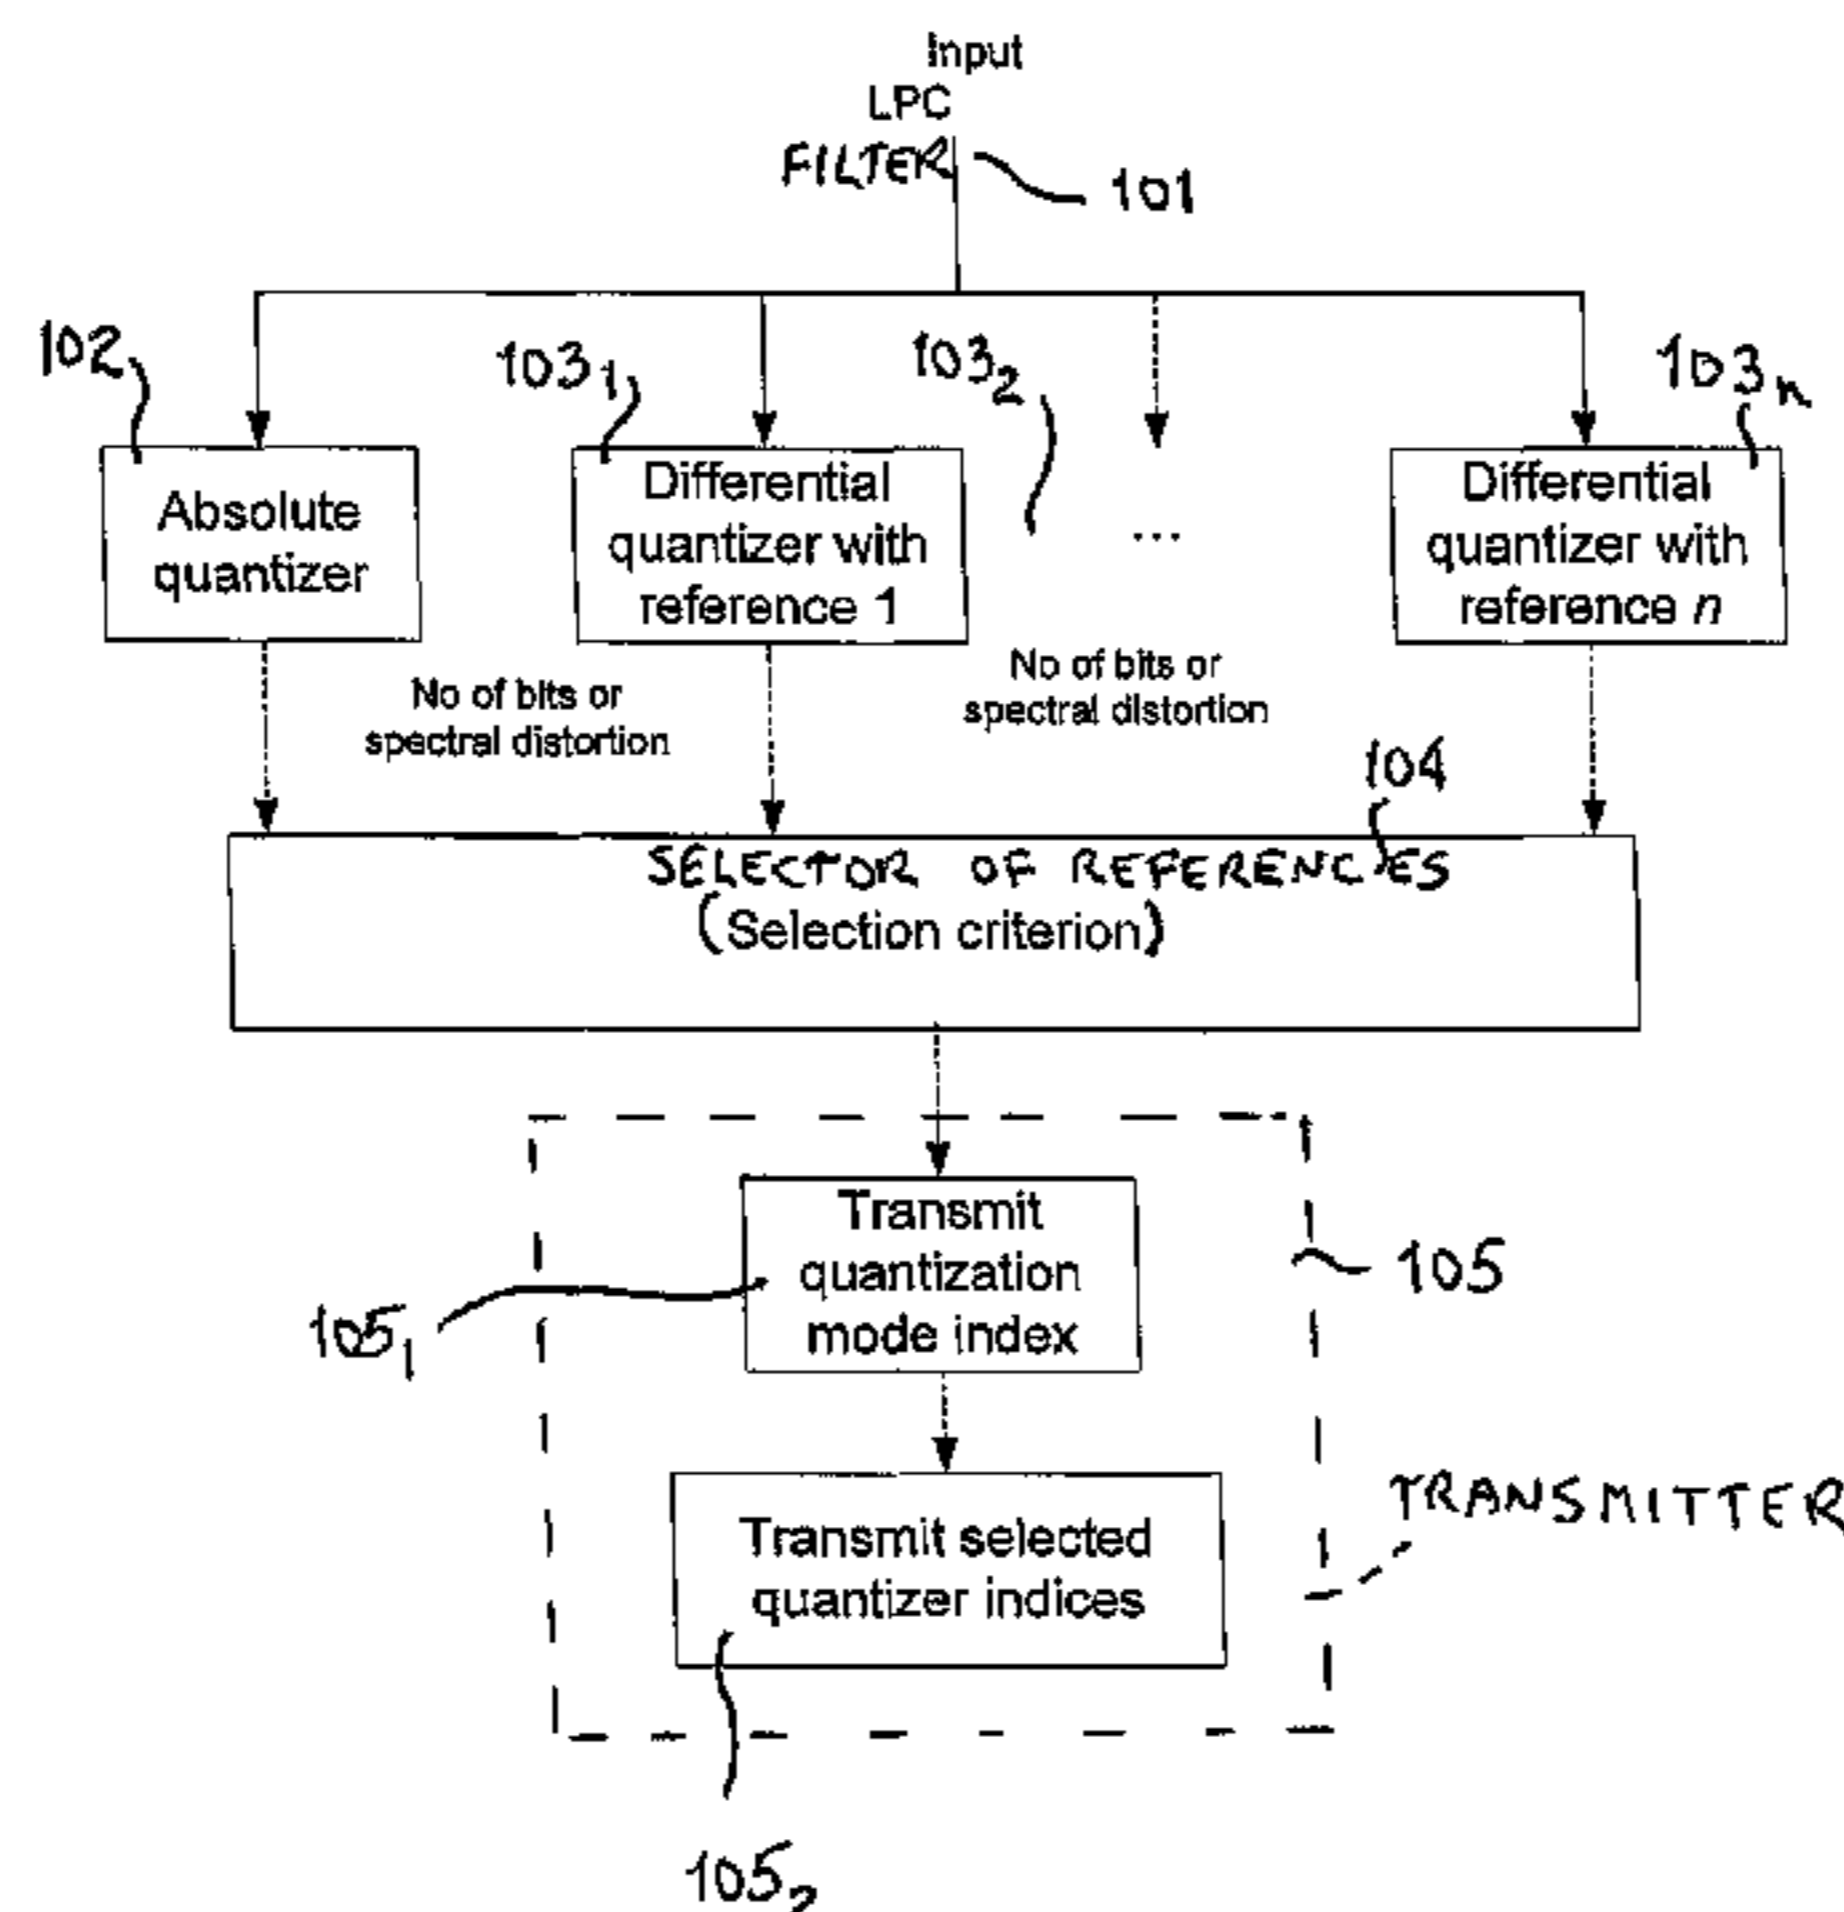 Input
LPC
FILTER
101
102
103₁
103₂
103ₙ
Absolute
quantizer
Differential
quantizer with
reference 1
...
Differential
quantizer with
reference n
No of bits or
spectral distortion
No of bits or
spectral distortion
104
SELECTOR OF REFERENCES
(Selection criterion)
Transmit
quantization
mode index
105
105₁
TRANSMITTER
Transmit selected
quantizer indices
105₂